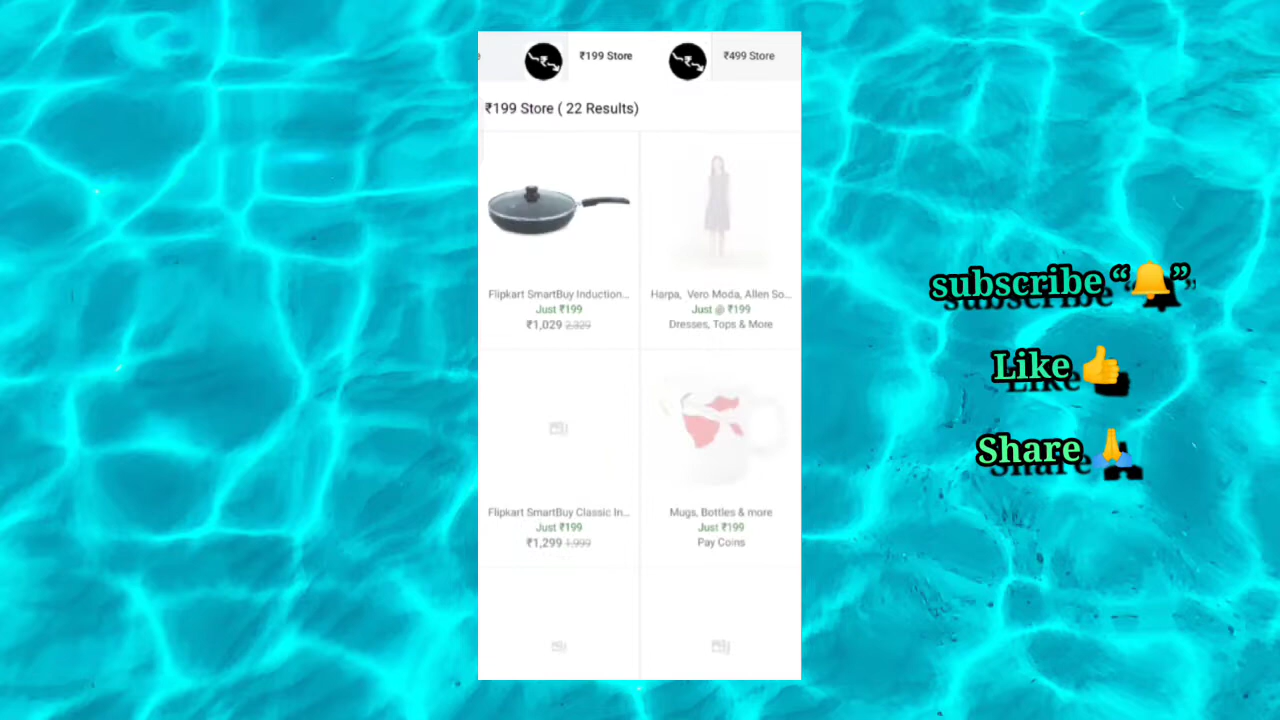 ₹199 Store
₹499 Store
₹199 Store ( 22 Results)
Flipkart SmartBuy Induction...
Just ₹199
₹1,029 2,329
Harpa, Vero Moda, Allen So...
Just @ ₹199
Dresses, Tops & More
Flipkart SmartBuy Classic In...
Just ₹199
₹1,299 1,999
Mugs, Bottles & more
Just ₹199
Pay Coins
subscribe “🔔”
Like 👍
Share 🙏